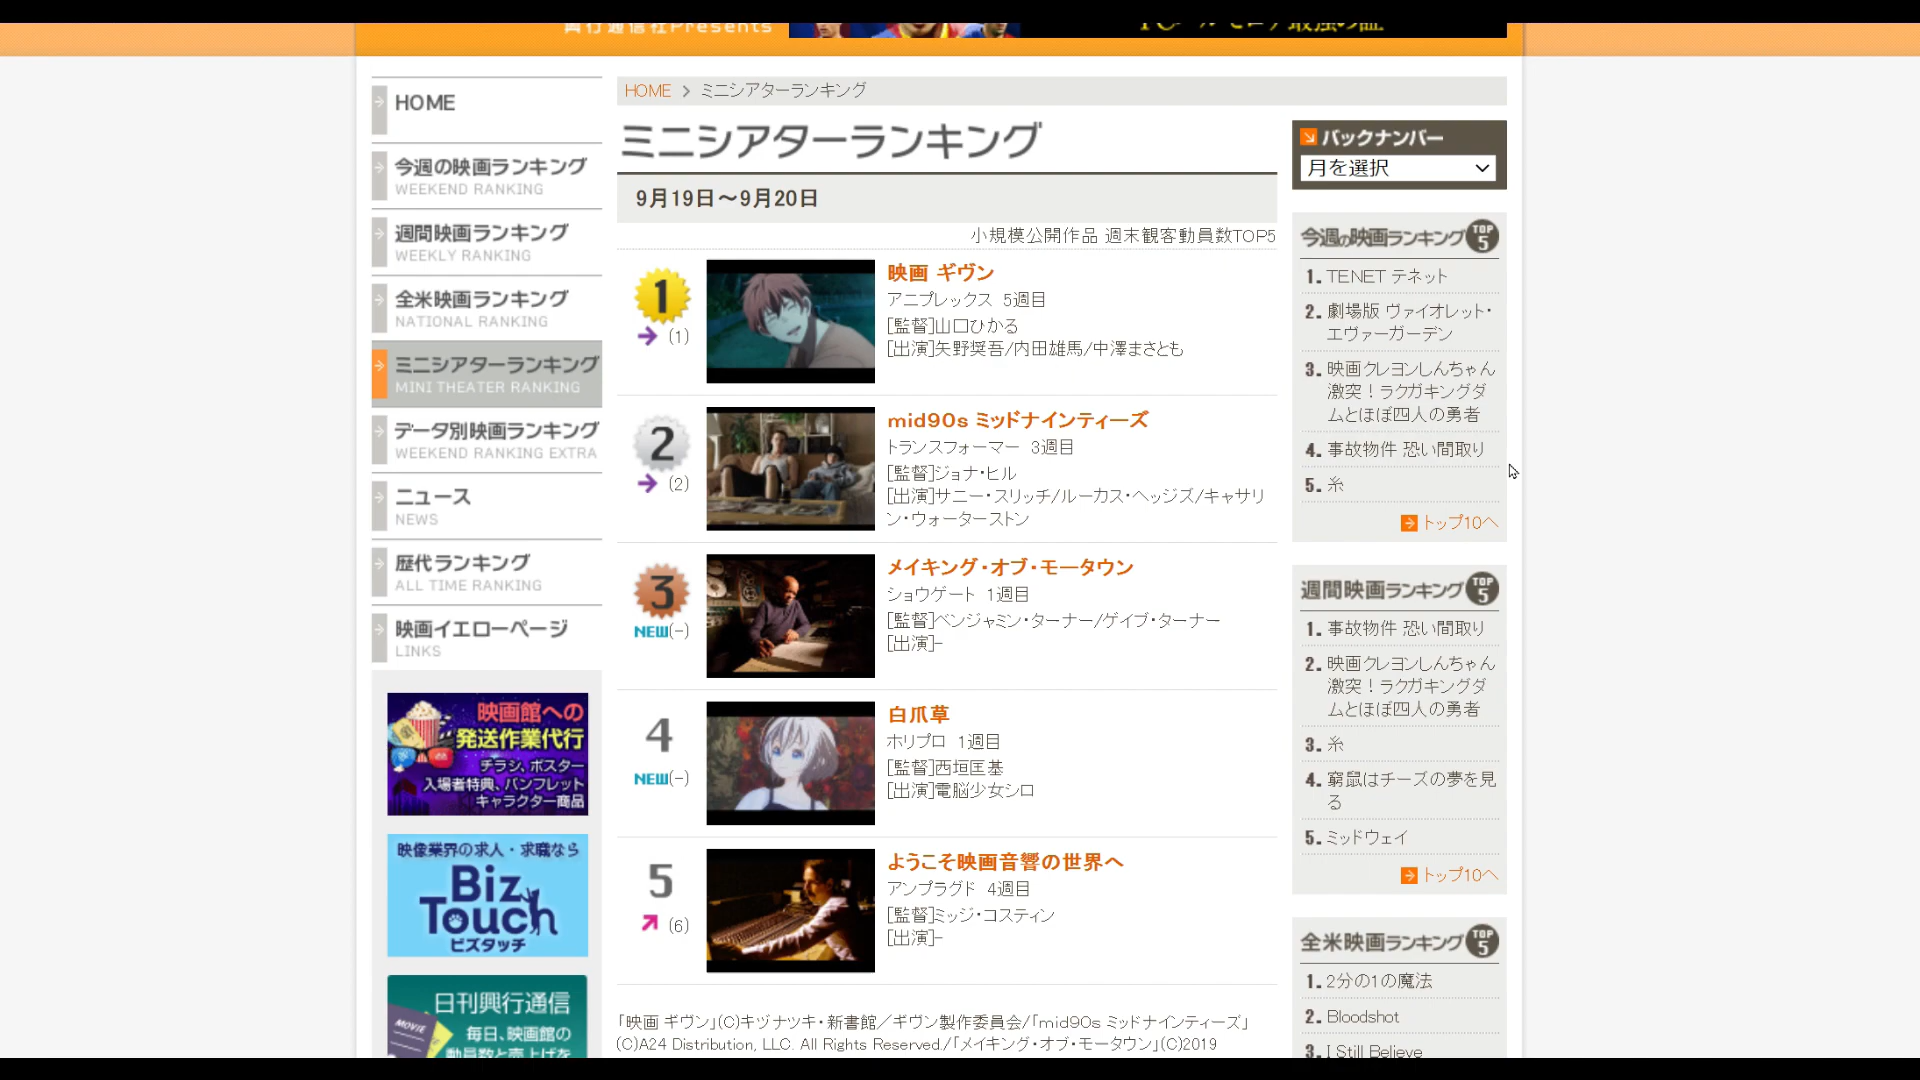 興行通信社Presents
HOME
今週の映画ランキング
WEEKEND RANKING
週間映画ランキング
WEEKLY RANKING
全米映画ランキング
NATIONAL RANKING
ミニシアターランキング
MINI THEATER RANKING
データ別映画ランキング
WEEKEND RANKING EXTRA
ニュース
NEWS
歴代ランキング
ALL TIME RANKING
映画イエローページ
LINKS
映画館への
発送作業代行
チラシ、ポスター
入場者特典、パンフレット
キャラクター商品
映像業界の求人・求職なら
Biz
Touch
ビズタッチ
日刊興行通信
MOVIE
毎日、映画館の
動員数と売上げを
HOME > ミニシアターランキング
ミニシアターランキング
9月19日～9月20日
小規模公開作品 週末観客動員数TOP5
1
(1)
映画 ギヴン
アニプレックス 5週目
[監督]山口ひかる
[出演]矢野奨吾/内田雄馬/中澤まさとも
2
(2)
mid90s ミッドナインティーズ
トランスフォーマー 3週目
[監督]ジョナ・ヒル
[出演]サニー・スリッチ/ルーカス・ヘッジズ/キャサリ
ン・ウォーターストン
3
NEW(-)
メイキング・オブ・モータウン
ショウゲート 1週目
[監督]ベンジャミン・ターナー/ゲイブ・ターナー
[出演]-
4
NEW(-)
白爪草
ホリプロ 1週目
[監督]西垣匡基
[出演]電脳少女シロ
5
(6)
ようこそ映画音響の世界へ
アンプラグド 4週目
[監督]ミッジ・コスティン
[出演]-
「映画 ギヴン」(C)キヅナツキ・新書館／ギヴン製作委員会/「mid90s ミッドナインティーズ」
(C)A24 Distribution, LLC. All Rights Reserved./「メイキング・オブ・モータウン」(C)2019
バックナンバー
月を選択
今週の映画ランキング TOP 5
1. TENET テネット
2. 劇場版 ヴァイオレット・
エヴァーガーデン
3. 映画クレヨンしんちゃん
激突！ラクガキングダ
ムとほぼ四人の勇者
4. 事故物件 恐い間取り
5. 糸
トップ10へ
週間映画ランキング TOP 5
1. 事故物件 恐い間取り
2. 映画クレヨンしんちゃん
激突！ラクガキングダ
ムとほぼ四人の勇者
3. 糸
4. 窮鼠はチーズの夢を見
る
5. ミッドウェイ
トップ10へ
全米映画ランキング TOP 5
1. 2分の1の魔法
2. Bloodshot
3. I Still Believe